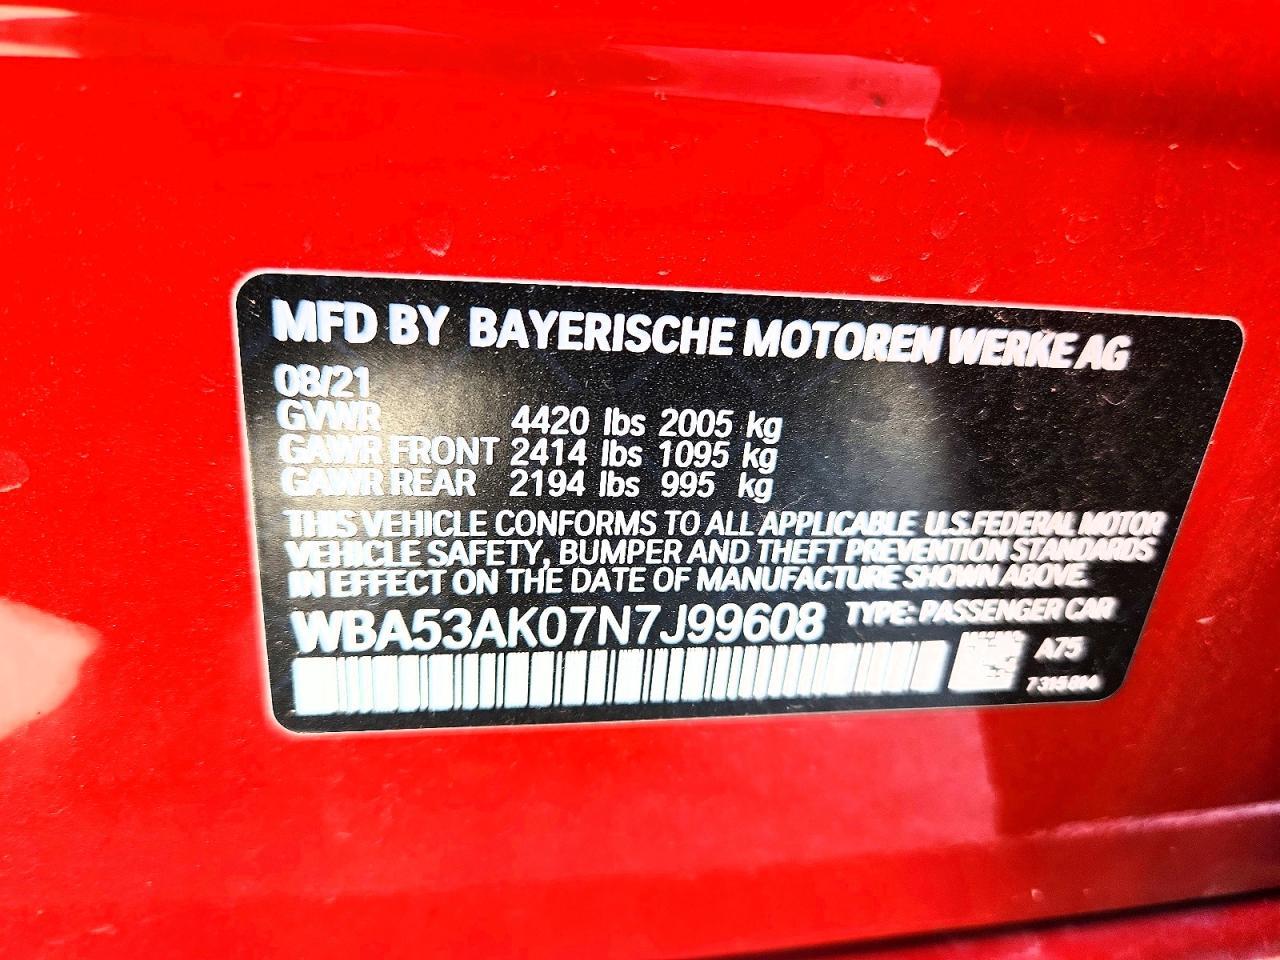 MFD BY BAYERISCHE MOTOREN WERKE AG
08/21
GVWR 4420 lbs 2005 kg
GAWR FRONT 2414 lbs 1095 kg
GAWR REAR 2194 lbs 995 kg
THIS VEHICLE CONFORMS TO ALL APPLICABLE U.S.FEDERAL MOTOR
VEHICLE SAFETY, BUMPER AND THEFT PREVENTION STANDARDS
IN EFFECT ON THE DATE OF MANUFACTURE SHOWN ABOVE.
WBA53AK07N7J99608 TYPE: PASSENGER CAR
A75